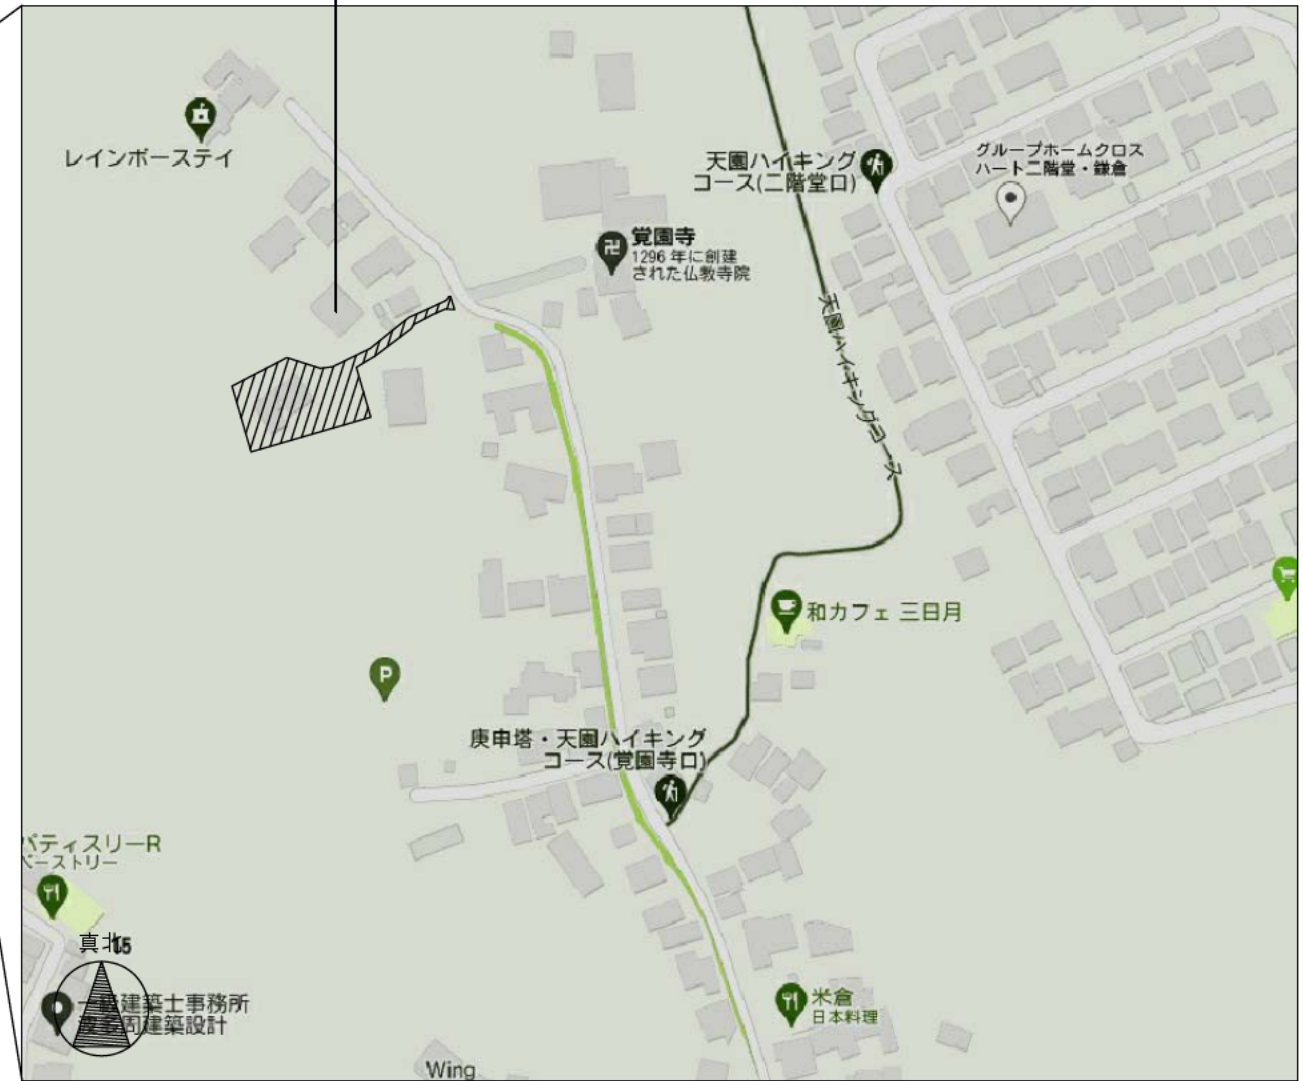 レインボーステイ
天園ハイキング
コース(二階堂口)
グループホームクロス
ハート二階堂・鎌倉
覚園寺
1296 年に創建
された仏教寺院
天園ハイキングコース
和カフェ 三日月
P
庚申塔・天園ハイキング
コース(覚園寺口)
パティスリーR
ペーストリー
真北
15
一級建築士事務所
周建築設計
米倉
日本料理
Wing